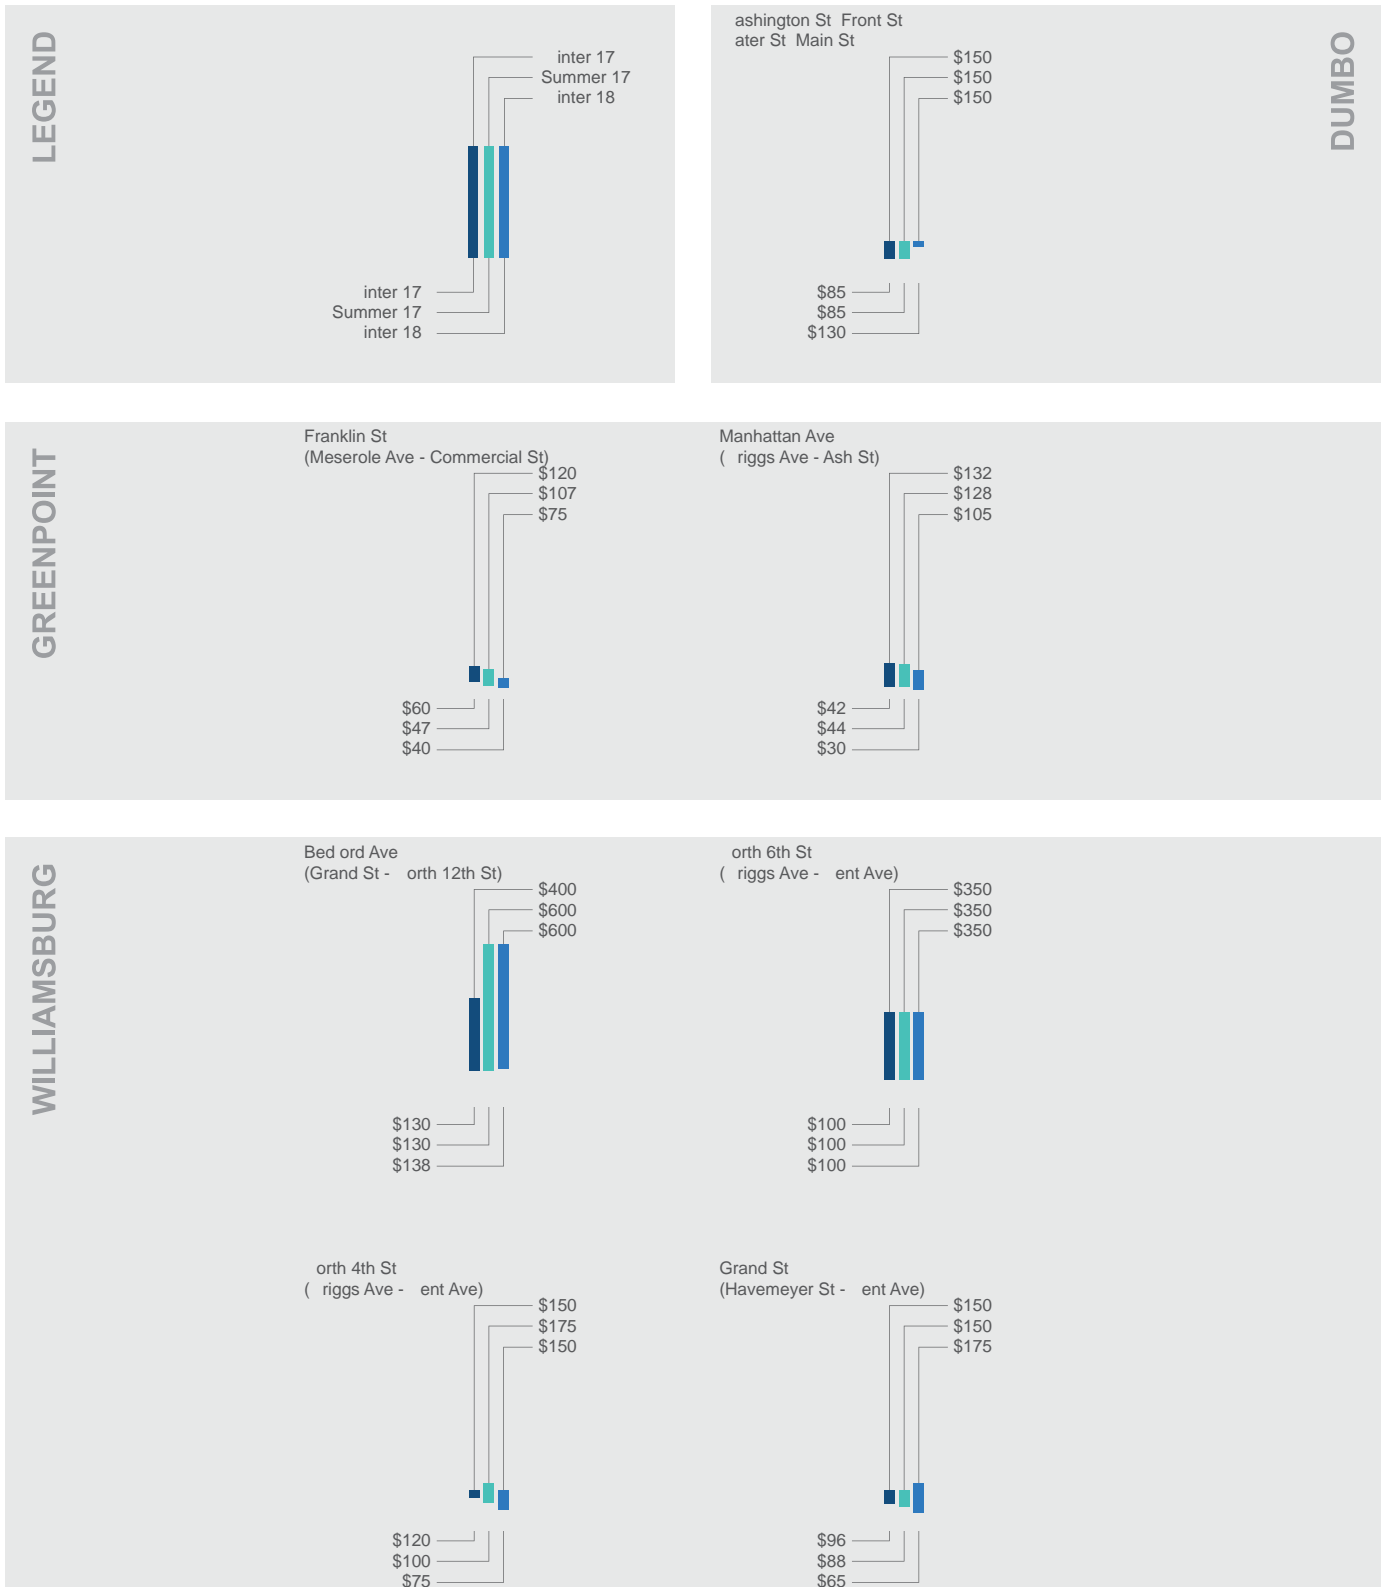 LEGEND
inter 17
Summer 17
inter 18
inter 17
Summer 17
inter 18
DUMBO
ashington St Front St
ater St Main St
$150
$150
$150
$85
$85
$130
GREENPOINT
Franklin St
(Meserole Ave - Commercial St)
$120
$107
$75
$60
$47
$40
Manhattan Ave
( riggs Ave - Ash St)
$132
$128
$105
$42
$44
$30
WILLIAMSBURG
Bed ord Ave
(Grand St - orth 12th St)
$400
$600
$600
$130
$130
$138
orth 6th St
( riggs Ave - ent Ave)
$350
$350
$350
$100
$100
$100
orth 4th St
( riggs Ave - ent Ave)
$150
$175
$150
$120
$100
$75
Grand St
(Havemeyer St - ent Ave)
$150
$150
$175
$96
$88
$65